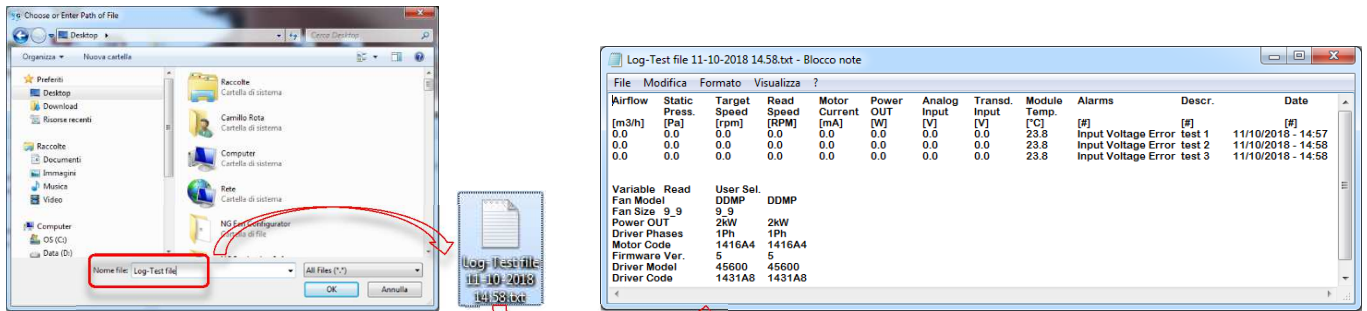 Choose or Enter Path of File
Desktop
Cerca Desktop
Organizza
Nuova cartella
Preferiti
Desktop
Download
Risorse recenti
Raccolte
Documenti
Immagini
Musica
Video
Computer
OS (C:)
Data (D:)
Raccolte
Cartella di sistema
Camillo Rota
Cartella di sistema
Computer
Cartella di sistema
Rete
Cartella di sistema
NG Fan Configurator
Cartella di file
Nome file: Log-Test file
All Files (*.*)
OK Annulla
Log-Test file
11-10-2018
14.58.txt
Log-Test file 11-10-2018 14.58.txt - Blocco note
File Modifica Formato Visualizza ?
Airflow Static Target Read Motor Power Analog Transd. Module Alarms Descr. Date
Press. Speed Speed Current OUT Input Input Temp.
[m3/h] [Pa] [rpm] [RPM] [mA] [W] [V] [V] [°C] [#] [#] [#]
0.0 0.0 0.0 0.0 0.0 0.0 0.0 0.0 23.8 Input Voltage Error test 1 11/10/2018 - 14:57
0.0 0.0 0.0 0.0 0.0 0.0 0.0 0.0 23.8 Input Voltage Error test 2 11/10/2018 - 14:58
0.0 0.0 0.0 0.0 0.0 0.0 0.0 0.0 23.8 Input Voltage Error test 3 11/10/2018 - 14:58
Variable Read User Sel.
Fan Model DDMP DDMP
Fan Size 9_9 9_9
Power OUT 2kW 2kW
Driver Phases 1Ph 1Ph
Motor Code 1416A4 1416A4
Firmware Ver. 5 5
Driver Model 45600 45600
Driver Code 1431A8 1431A8